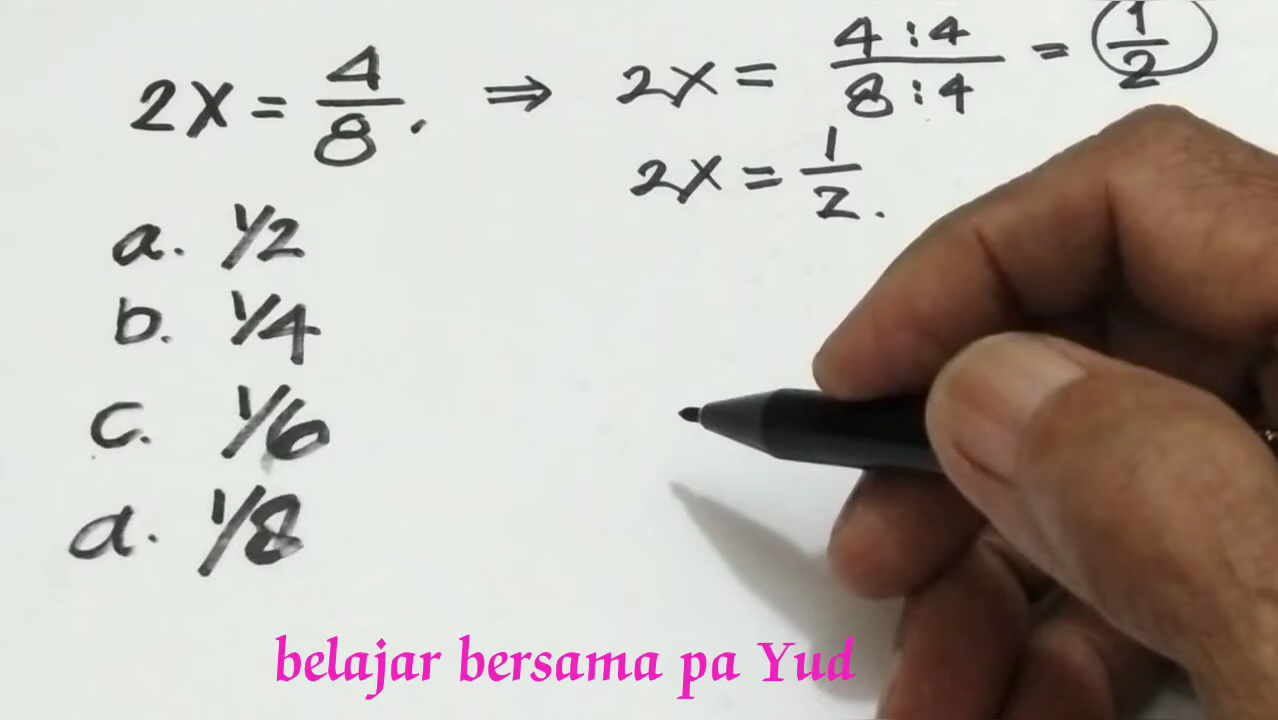 2x = 4/8. ⇒ 2x = 4:4/8:4 = 1/2
2x = 1/2.
a. 1/2
b. 1/4
c. 1/6
d. 1/8
belajar bersama pa Yud